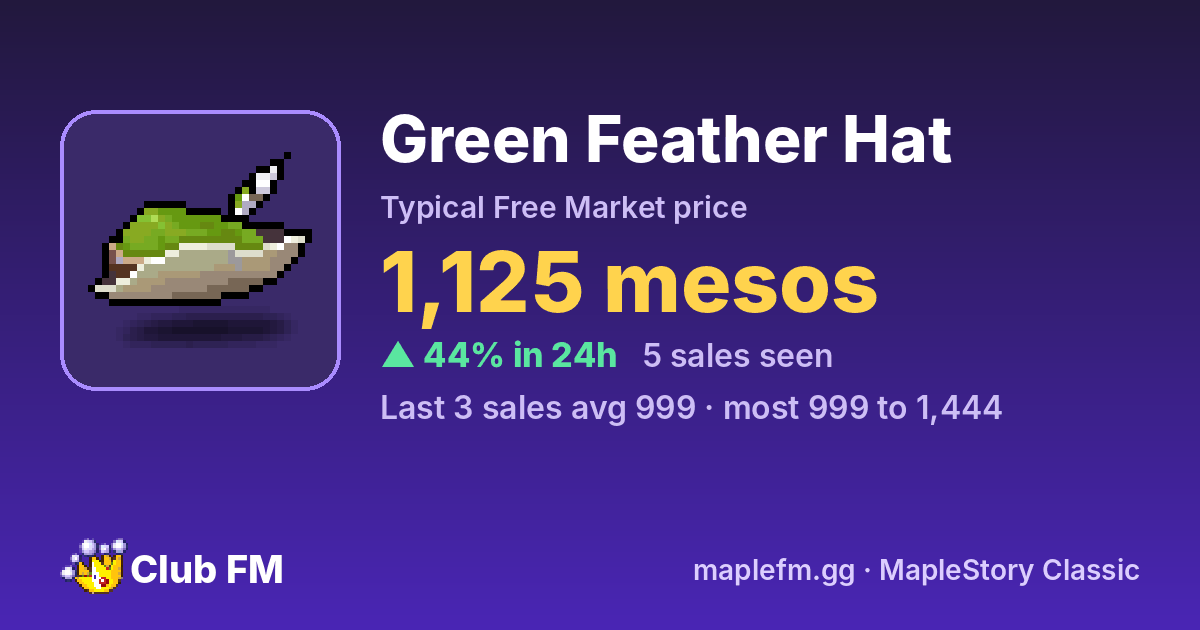 Green Feather Hat
Typical Free Market price
1,125 mesos
▲ 44% in 24h 5 sales seen
Last 3 sales avg 999 · most 999 to 1,444
Club FM
maplefm.gg · MapleStory Classic